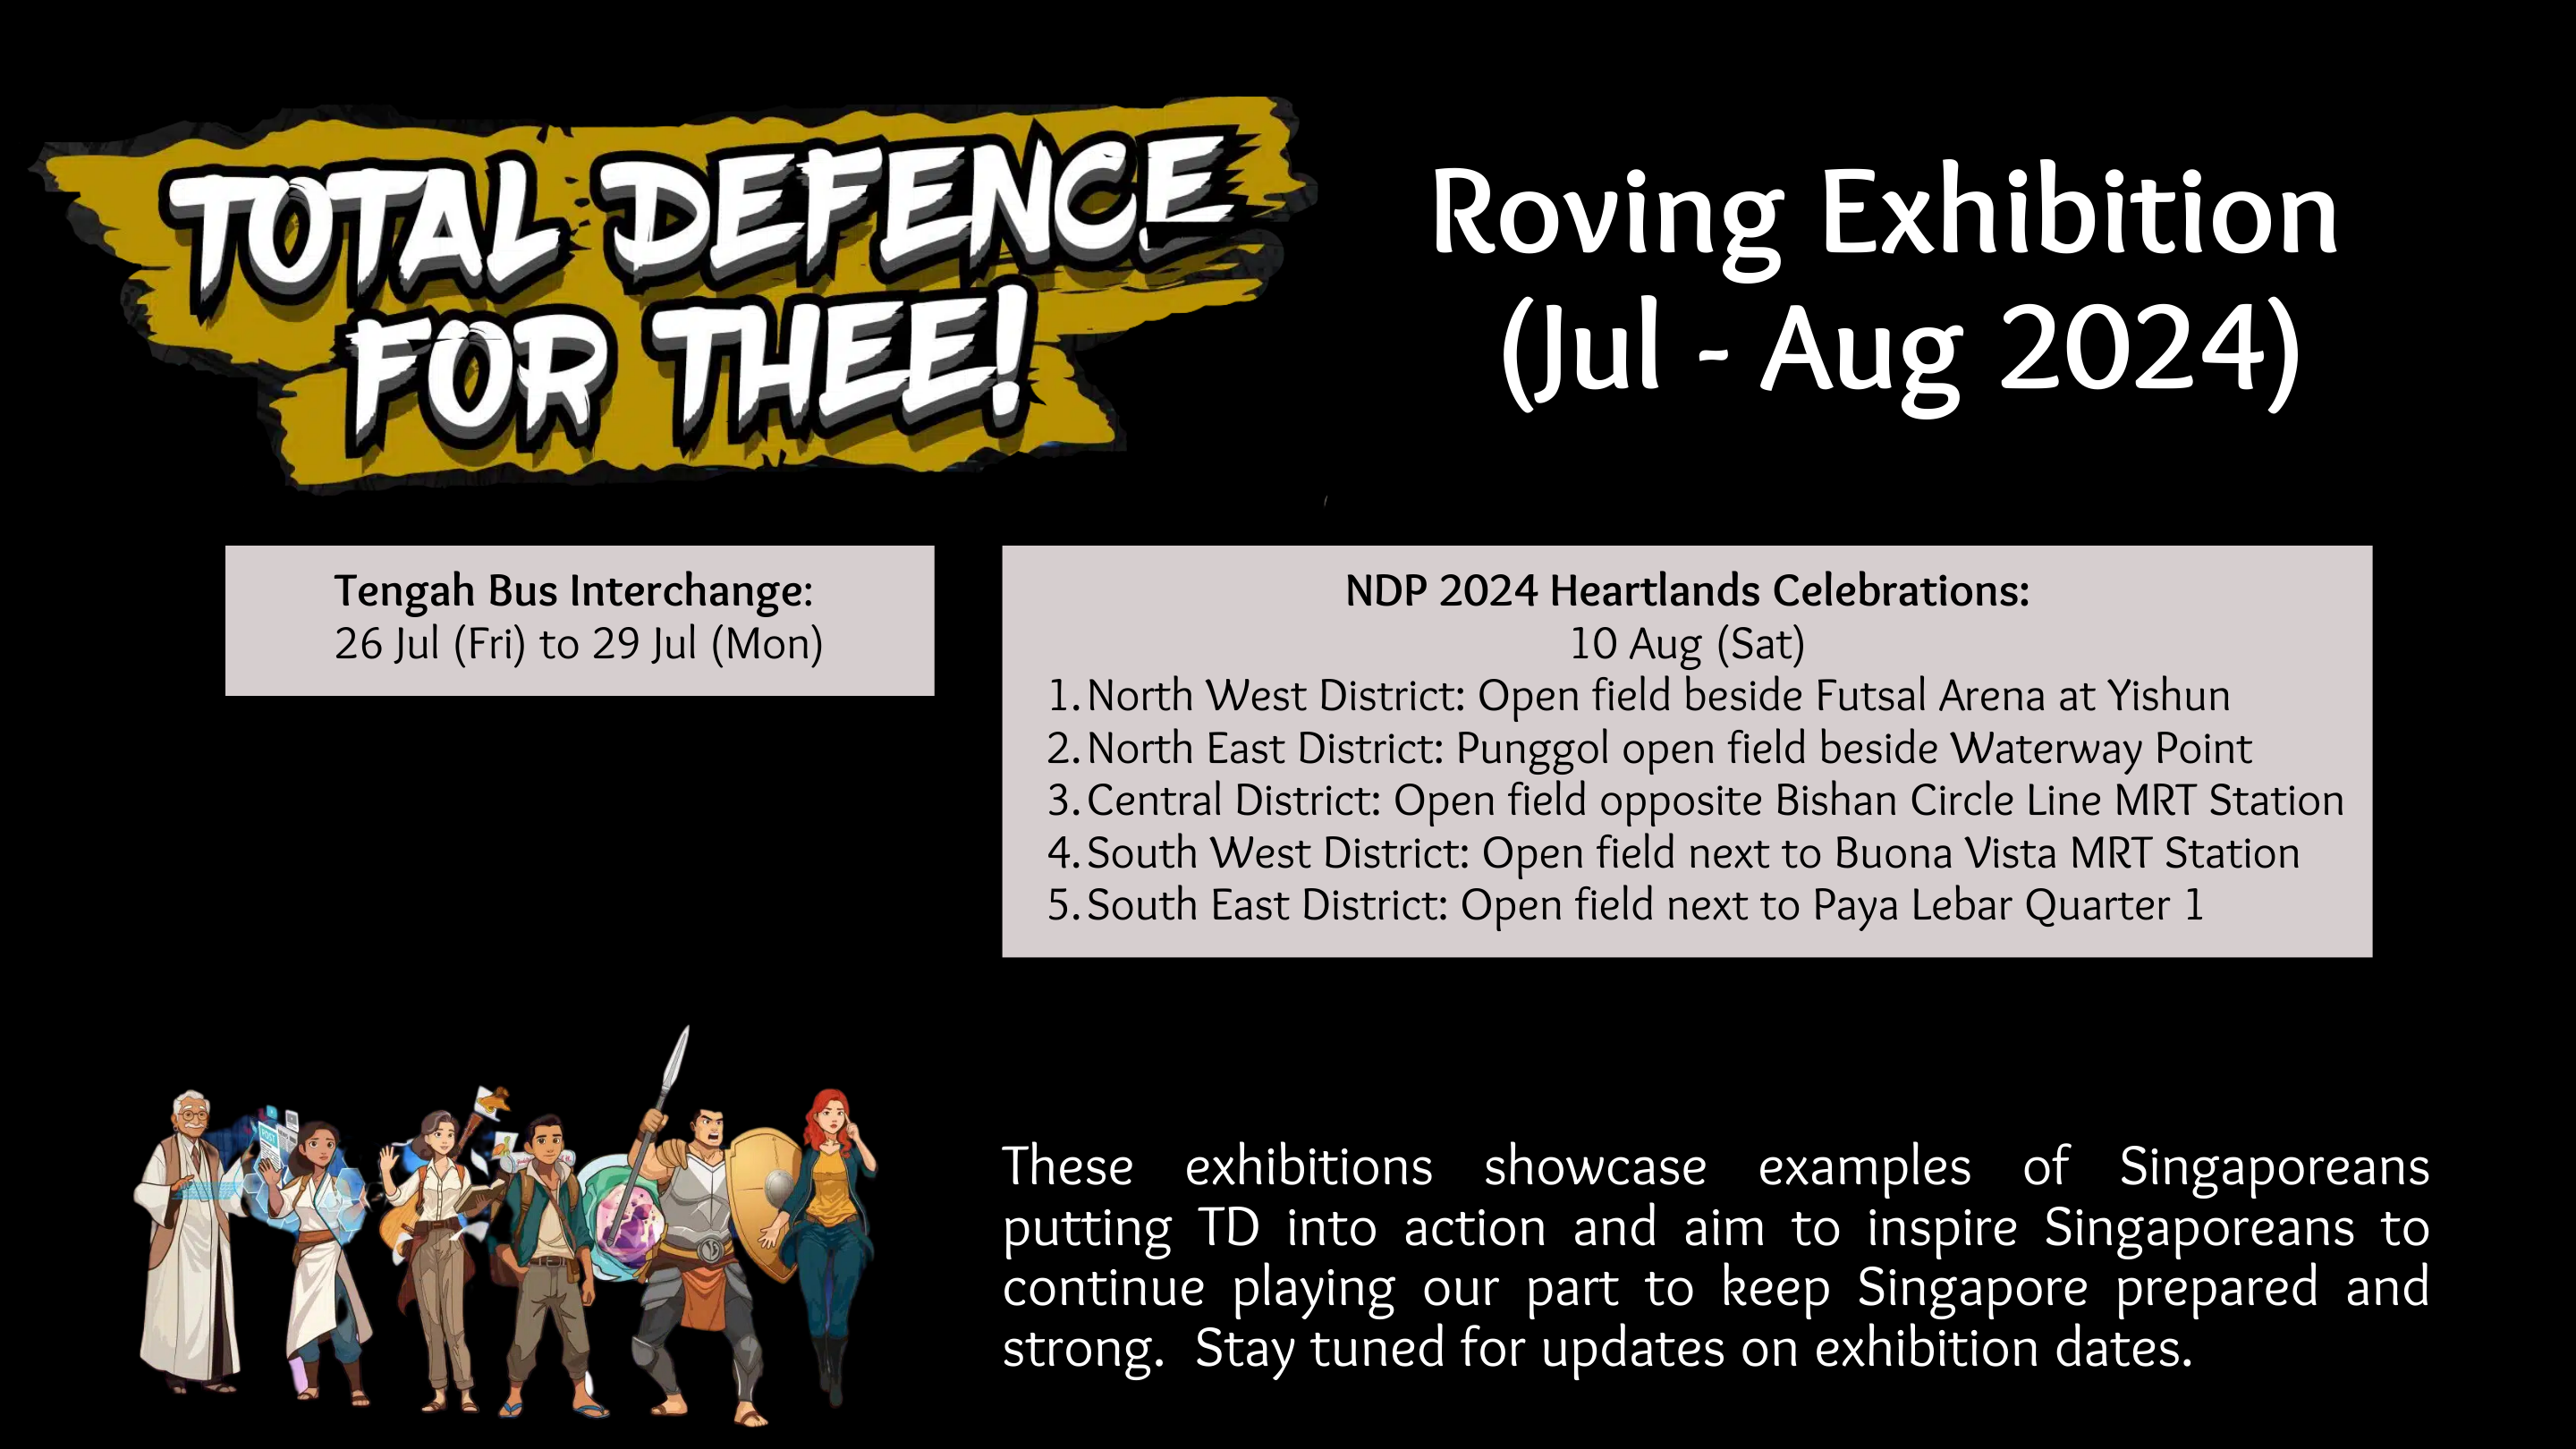 TOTAL DEFENCE
FOR THEE!
Roving Exhibition
(Jul - Aug 2024)
Tengah Bus Interchange:
26 Jul (Fri) to 29 Jul (Mon)
NDP 2024 Heartlands Celebrations:
10 Aug (Sat)
1. North West District: Open field beside Futsal Arena at Yishun
2. North East District: Punggol open field beside Waterway Point
3. Central District: Open field opposite Bishan Circle Line MRT Station
4. South West District: Open field next to Buona Vista MRT Station
5. South East District: Open field next to Paya Lebar Quarter 1
These exhibitions showcase examples of Singaporeans
putting TD into action and aim to inspire Singaporeans to
continue playing our part to keep Singapore prepared and
strong. Stay tuned for updates on exhibition dates.